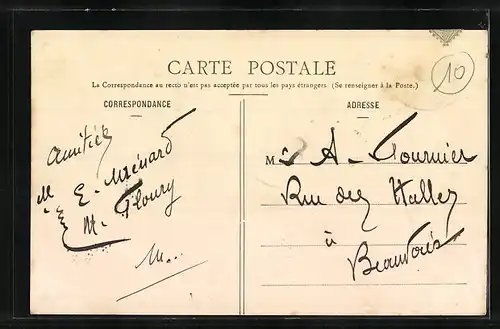 CARTE POSTALE
La Correspondance au recto n'est pas acceptée par tous les pays étrangers. (Se renseigner à la Poste.)
CORRESPONDANCE
ADRESSE
10
Amitiés
E. Ménard
M. Floury
M...
M A. Fournier
Rue des Halles
à
Beauvais